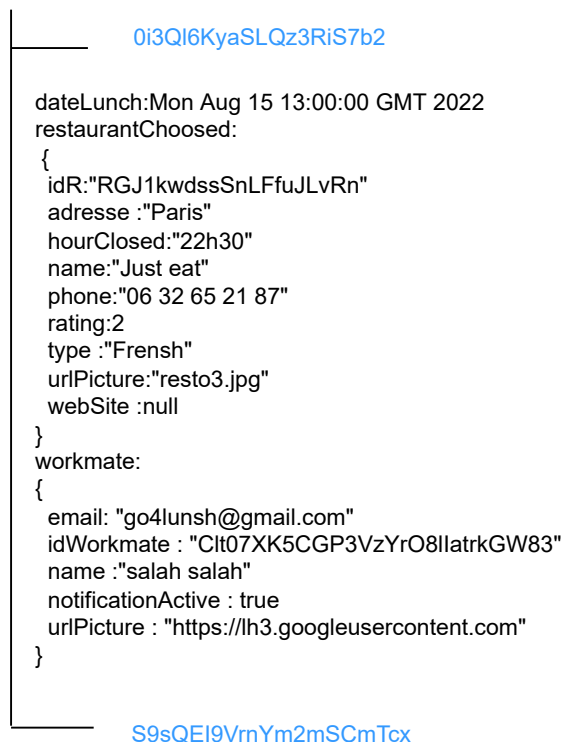 0i3Ql6KyaSLQz3RiS7b2
dateLunch:Mon Aug 15 13:00:00 GMT 2022
restaurantChoosed:
{
idR:"RGJ1kwdssSnLFfuJLvRn"
adresse :"Paris"
hourClosed:"22h30"
name:"Just eat"
phone:"06 32 65 21 87"
rating:2
type :"Frensh"
urlPicture:"resto3.jpg"
webSite :null
}
workmate:
{
email: "go4lunsh@gmail.com"
idWorkmate : "Clt07XK5CGP3VzYrO8lIatrkGW83"
name :"salah salah"
notificationActive : true
urlPicture : "https://lh3.googleusercontent.com"
}
S9sQEI9VrnYm2mSCmTcx